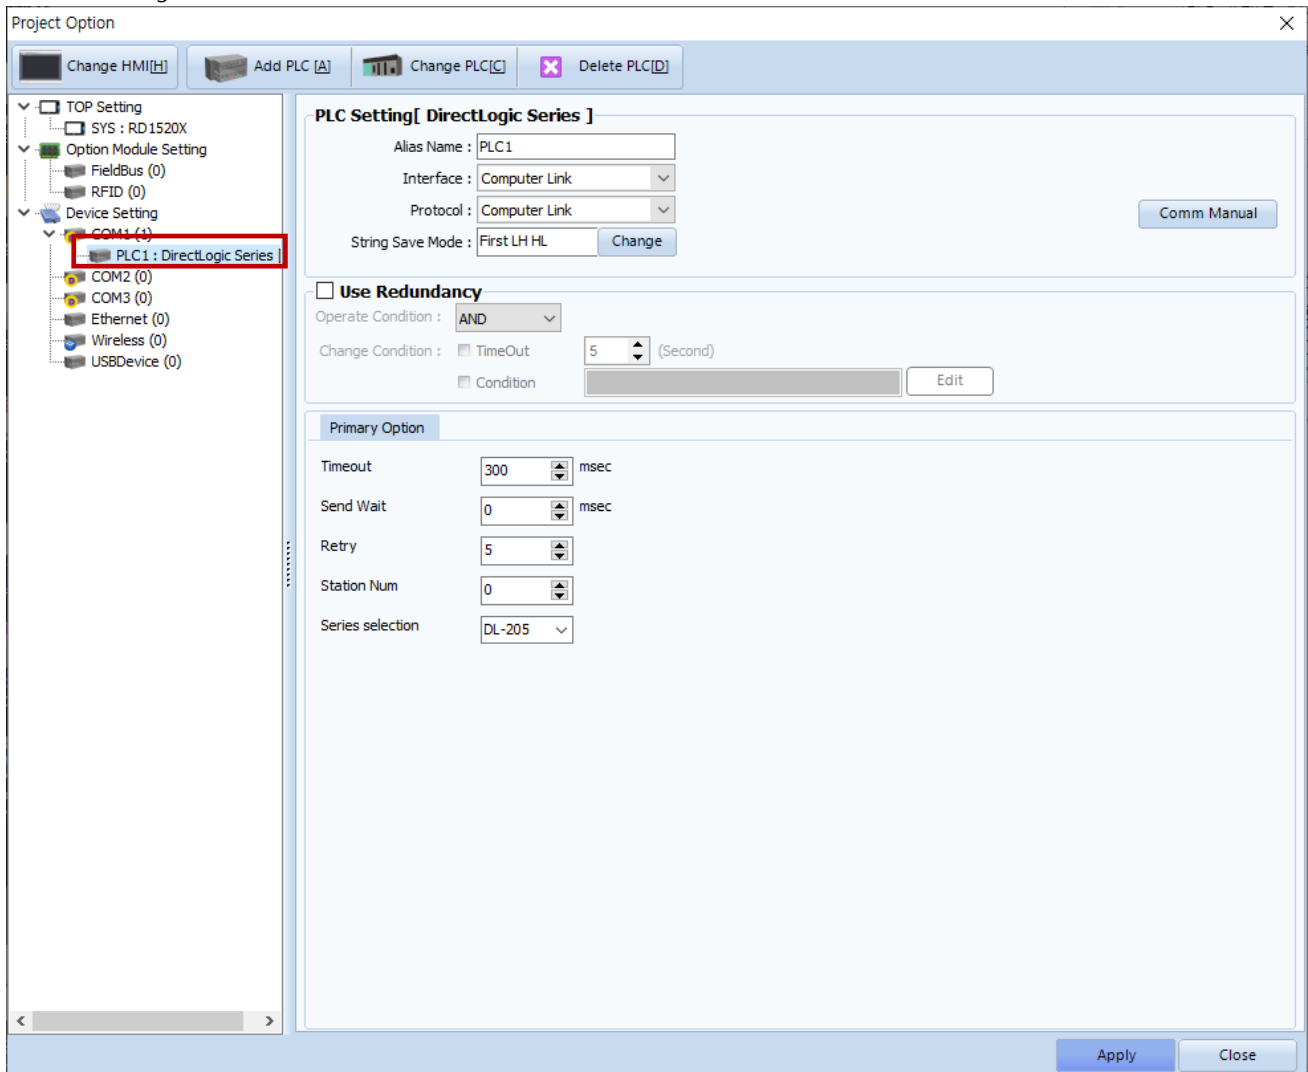 Project Option
Change HMI[H]
Add PLC [A]
Change PLC[C]
Delete PLC[D]
TOP Setting
SYS : RD1520X
Option Module Setting
FieldBus (0)
RFID (0)
Device Setting
COM1 (1)
PLC1 : DirectLogic Series [
COM2 (0)
COM3 (0)
Ethernet (0)
Wireless (0)
USBDevice (0)
PLC Setting[ DirectLogic Series ]
Alias Name : PLC1
Interface : Computer Link
Protocol : Computer Link
Comm Manual
String Save Mode : First LH HL Change
Use Redundancy
Operate Condition : AND
Change Condition : TimeOut 5 (Second)
Condition Edit
Primary Option
Timeout 300 msec
Send Wait 0 msec
Retry 5
Station Num 0
Series selection DL-205
Apply
Close